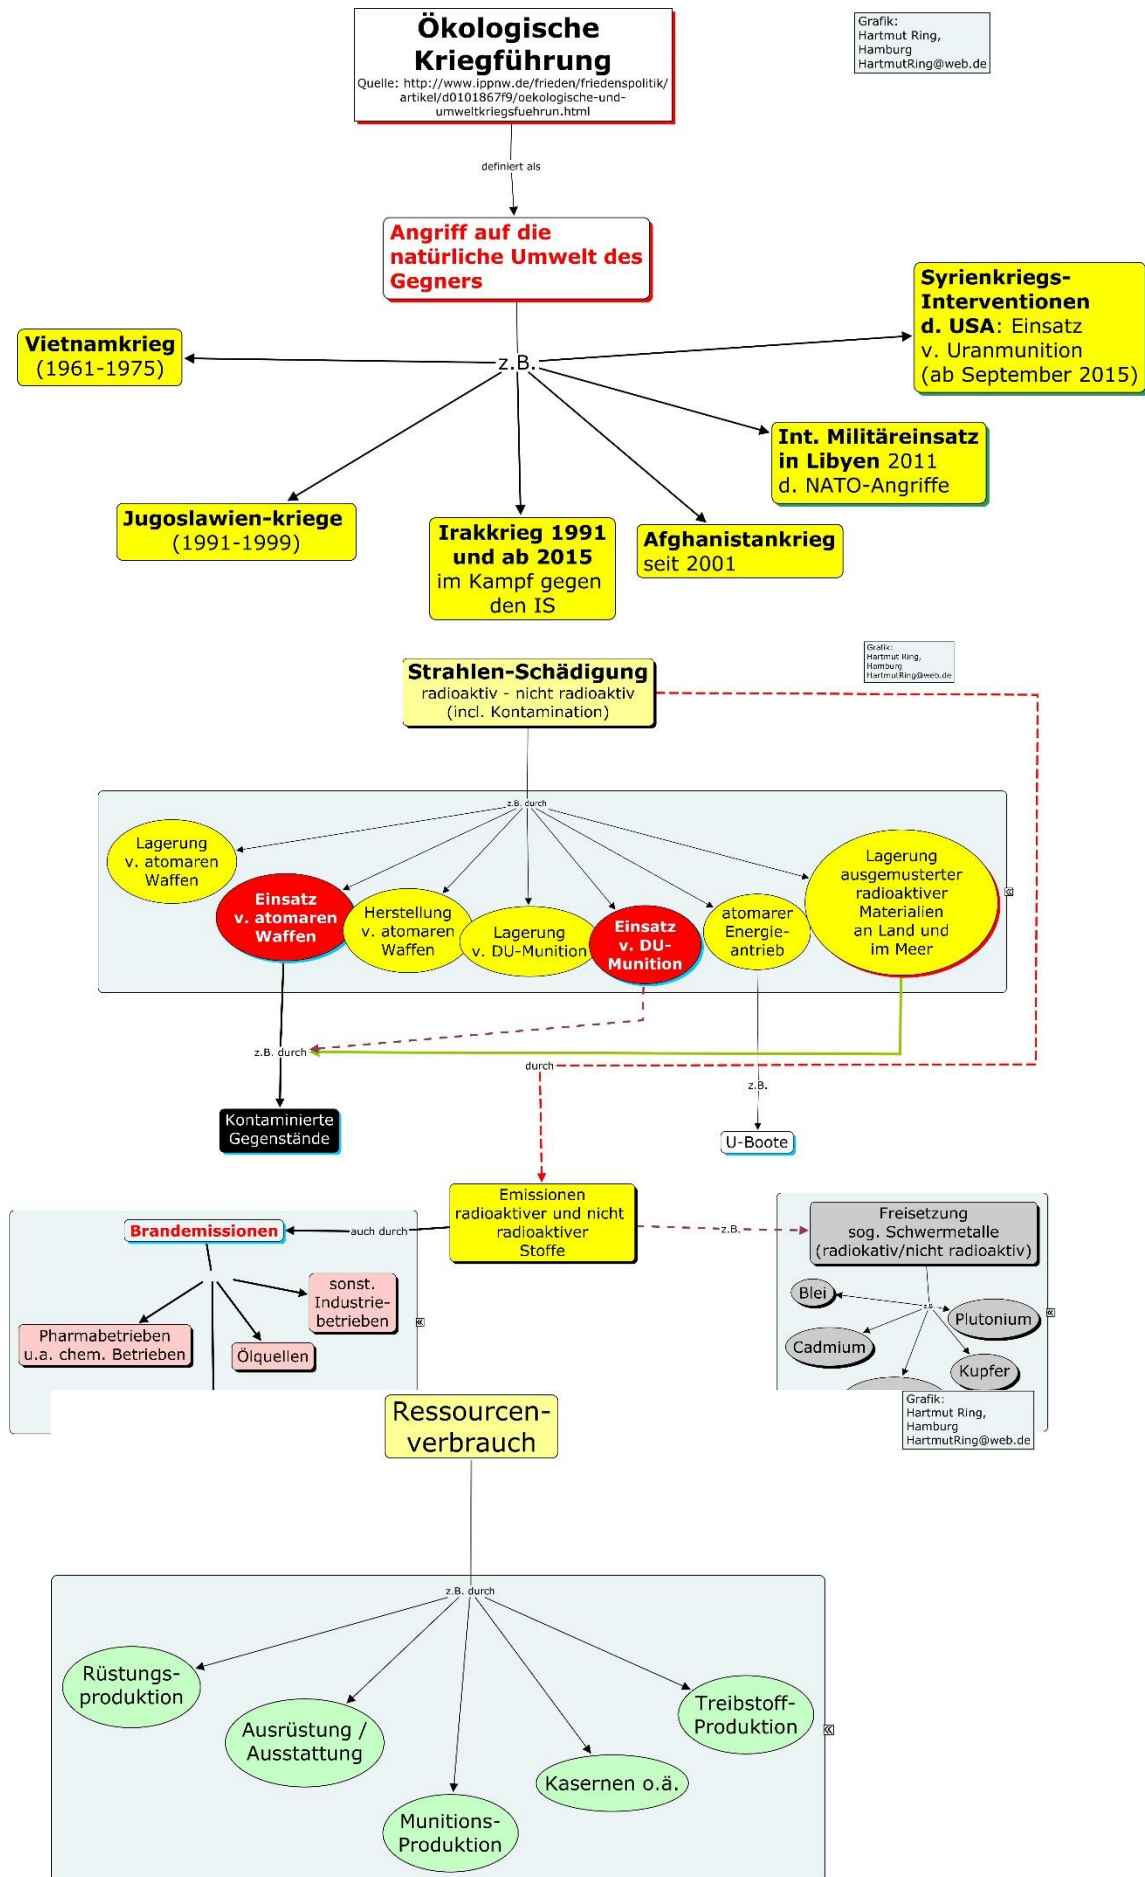 Ökologische
Kriegführung
Quelle: http://www.ippnw.de/frieden/friedenspolitik/
artikel/d0101867f9/oekologische-und-
umweltkriegsfuehrun.html
Grafik:
Hartmut Ring,
Hamburg
HartmutRing@web.de
definiert als
Angriff auf die
natürliche Umwelt des
Gegners
z.B.
Vietnamkrieg
(1961-1975)
Syrienkriegs-
Interventionen
d. USA: Einsatz
v. Uranmunition
(ab September 2015)
Int. Militäreinsatz
in Libyen 2011
d. NATO-Angriffe
Jugoslawien-kriege
(1991-1999)
Irakkrieg 1991
und ab 2015
im Kampf gegen
den IS
Afghanistankrieg
seit 2001
Grafik:
Hartmut Ring,
Hamburg
HartmutRing@web.de
Strahlen-Schädigung
radioaktiv - nicht radioaktiv
(incl. Kontamination)
z.B. durch
Lagerung
v. atomaren
Waffen
Einsatz
v. atomaren
Waffen
Herstellung
v. atomaren
Waffen
Lagerung
v. DU-Munition
Einsatz
v. DU-
Munition
atomarer
Energie-
antrieb
Lagerung
ausgemusterter
radioaktiver
Materialien
an Land und
im Meer
z.B. durch
durch
z.B.
Kontaminierte
Gegenstände
U-Boote
Emissionen
radioaktiver und nicht
radioaktiver
Stoffe
auch durch
Brandemissionen
z.B.
Freisetzung
sog. Schwermetalle
(radiokativ/nicht radioaktiv)
sonst.
Industrie-
betrieben
Pharmabetrieben
u.a. chem. Betrieben
Ölquellen
z.B.
Blei
Plutonium
Cadmium
Kupfer
Grafik:
Hartmut Ring,
Hamburg
HartmutRing@web.de
Ressourcen-
verbrauch
z.B. durch
Rüstungs-
produktion
Ausrüstung /
Ausstattung
Munitions-
Produktion
Kasernen o.ä.
Treibstoff-
Produktion